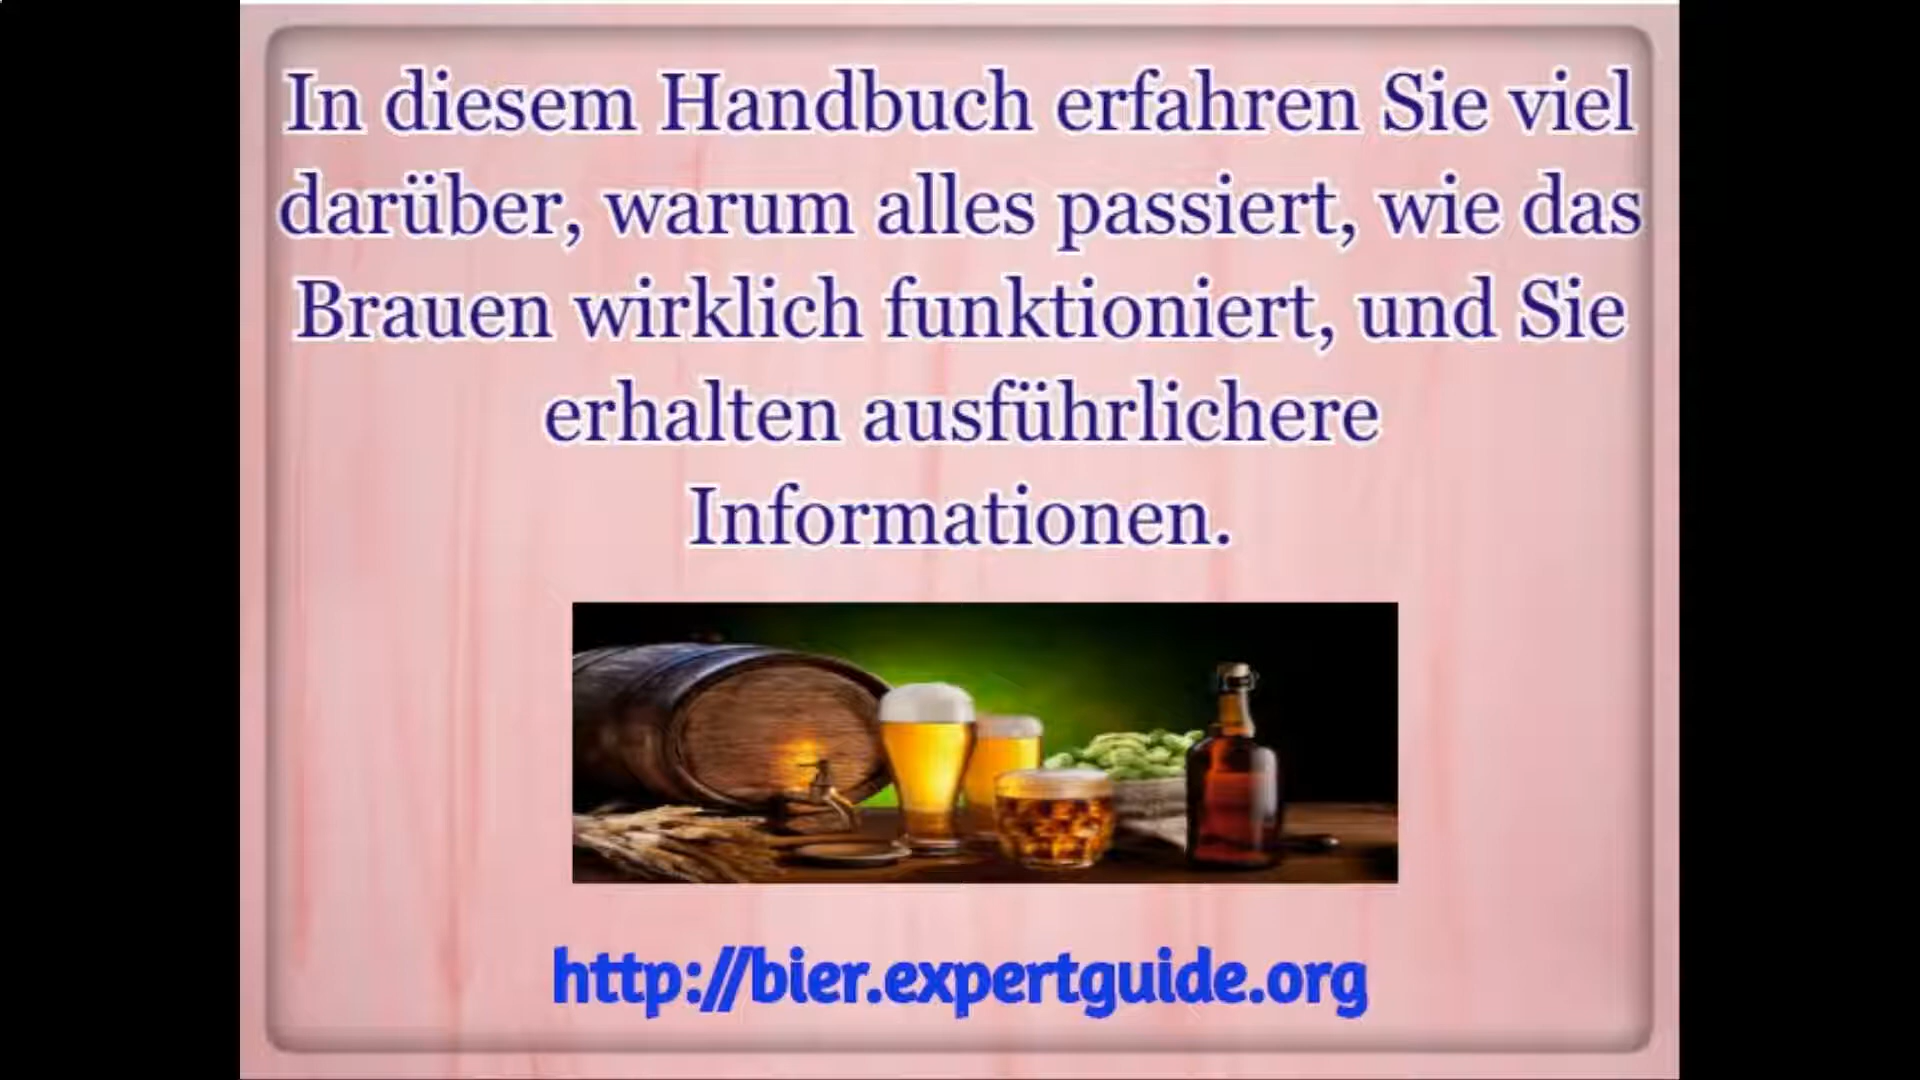 In diesem Handbuch erfahren Sie viel
darüber, warum alles passiert, wie das
Brauen wirklich funktioniert, und Sie
erhalten ausführlichere
Informationen.
http://bier.expertguide.org